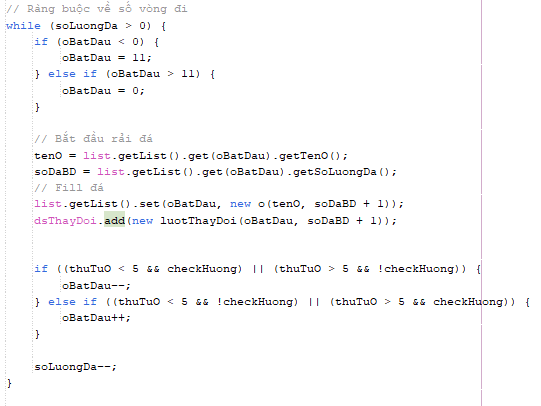 // Ràng buộc về số vòng đi
while (soLuongDa > 0) {
if (oBatDau < 0) {
oBatDau = 11;
} else if (oBatDau > 11) {
oBatDau = 0;
}
// Bắt đầu rải đá
tenO = list.getList().get(oBatDau).getTenO();
soDaBD = list.getList().get(oBatDau).getSoLuongDa();
// Fill đá
list.getList().set(oBatDau, new o(tenO, soDaBD + 1));
dsThayDoi.add(new luotThayDoi(oBatDau, soDaBD + 1));
if ((thuTuO < 5 && checkHuong) || (thuTuO > 5 && !checkHuong)) {
oBatDau--;
} else if ((thuTuO < 5 && !checkHuong) || (thuTuO > 5 && checkHuong)) {
oBatDau++;
}
soLuongDa--;
}